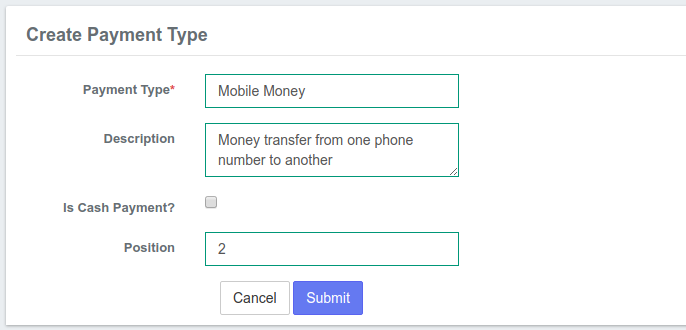 Create Payment Type
Payment Type*
Mobile Money
Description
Money transfer from one phone
number to another
Is Cash Payment?
Position
2
Cancel
Submit